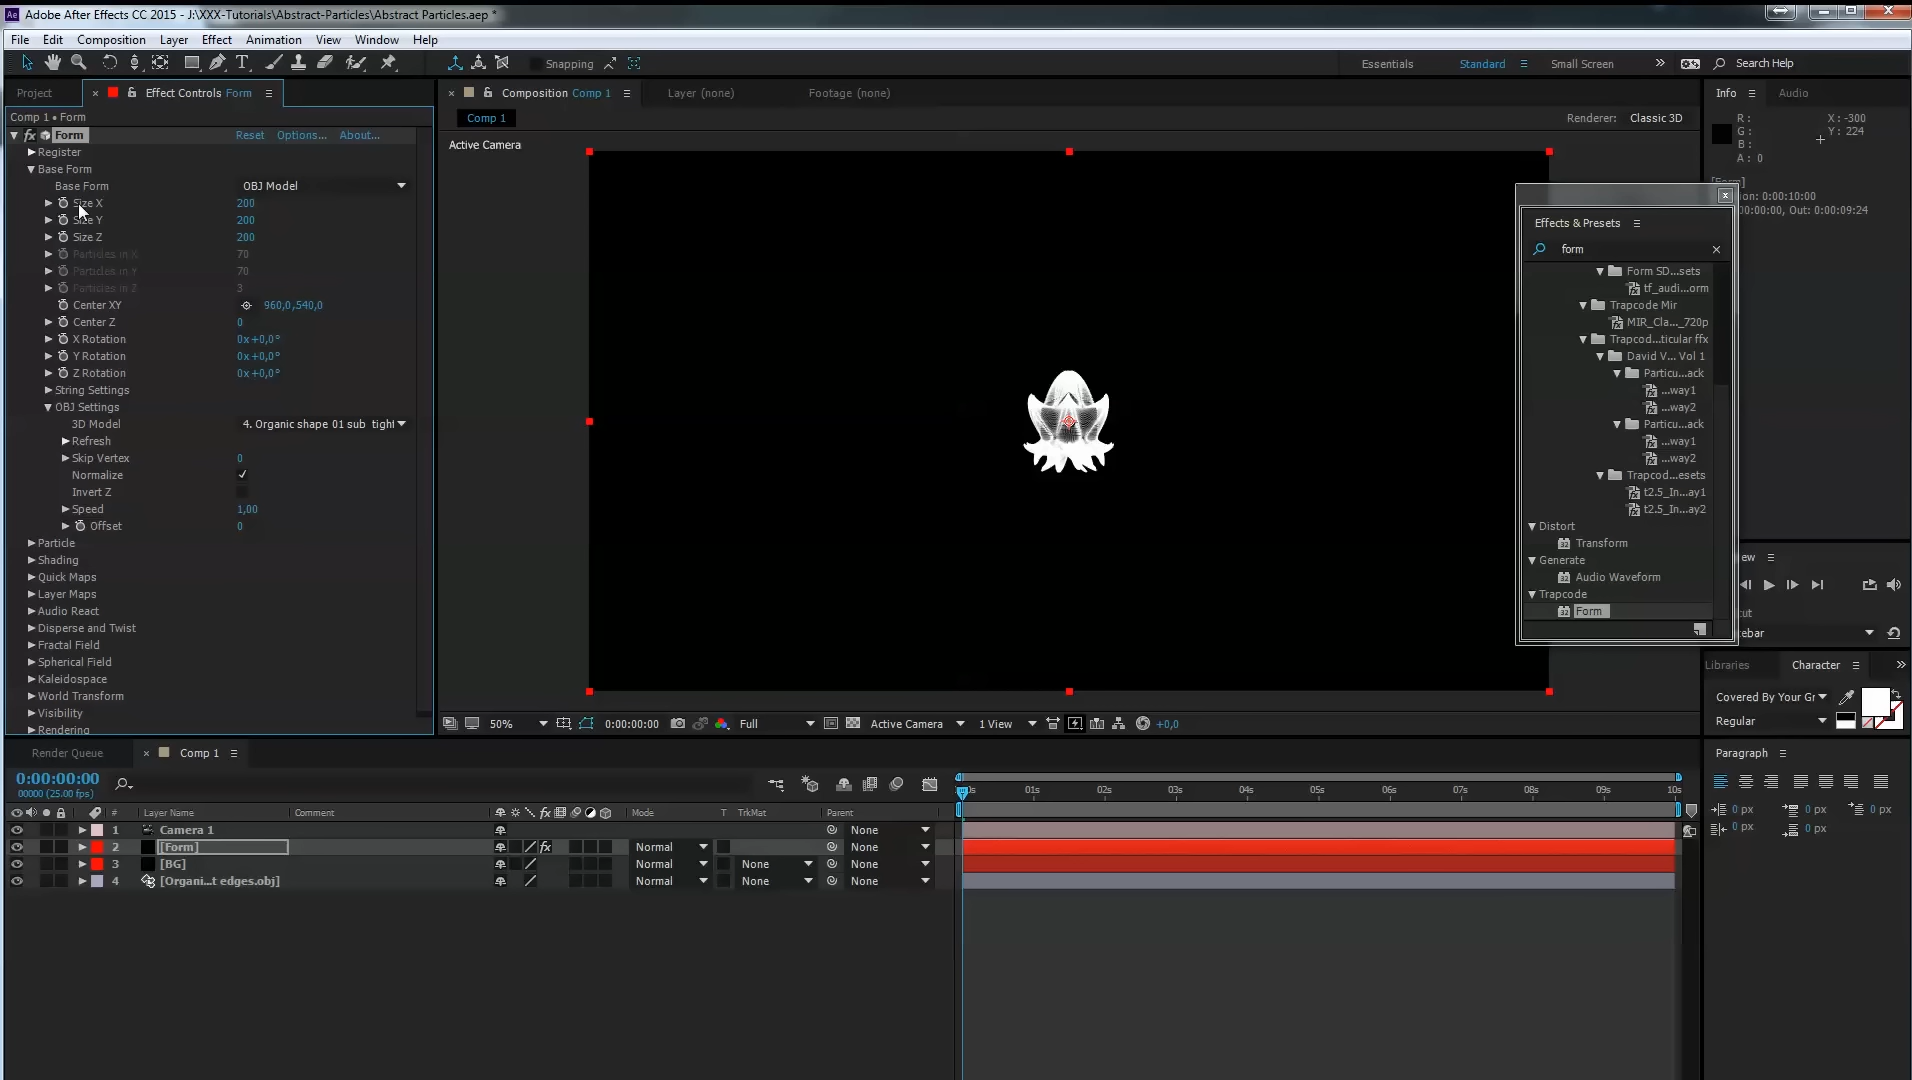 Adobe After Effects CC 2015 - J:\XXX-Tutorials\Abstract-Particles\Abstract Particles.aep *
File Edit Composition Layer Effect Animation View Window Help
Snapping
Essentials Standard Small Screen Search Help
Project Effect Controls Form
Composition Comp 1 Layer (none) Footage (none)
Info Audio
Comp 1 • Form
Comp 1
Renderer: Classic 3D
R : X : -300
G : Y : 224
B :
A : 0
Active Camera
Form Reset Options... About...
Register
Base Form
Base Form OBJ Model
Size X 200
Size Y 200
Size Z 200
Particles in X 70
Particles in Y 70
Particles in Z 3
Center XY 960,0,540,0
Center Z 0
X Rotation 0x+0,0°
Y Rotation 0x+0,0°
Z Rotation 0x+0,0°
String Settings
OBJ Settings
3D Model 4. Organic shape 01 sub tight
Refresh
Skip Vertex 0
Normalize
Invert Z
Speed 1,00
Offset 0
Particle
Shading
Quick Maps
Layer Maps
Audio React
Disperse and Twist
Fractal Field
Spherical Field
Kaleidospace
World Transform
Visibility
Rendering
[Form]
ion: 0:00:10:00
00:00:00, Out: 0:00:09:24
Effects & Presets
form
Form SD...sets
tf_audi...orm
Trapcode Mir
MIR_Cla..._720p
Trapcod...ticular ffx
David V... Vol 1
Particu...ack
...way1
...way2
Particu...ack
...way1
...way2
Trapcod...esets
t2.5_In...ay1
t2.5_In...ay2
Distort
Transform
Generate
Audio Waveform
Trapcode
Form
ew
cut
cebar
Libraries Character
Covered By Your Gr
Regular
Paragraph
0 px 0 px 0 px
0 px 0 px
50% 0:00:00:00 Full Active Camera 1 View +0,0
Render Queue Comp 1
0:00:00:00
00000 (25.00 fps)
# Layer Name Comment Mode T TrkMat Parent
0s 01s 02s 03s 04s 05s 06s 07s 08s 09s 10s
1 Camera 1 None
2 [Form] Normal None
3 [BG] Normal None None
4 [Organi...t edges.obj] Normal None None